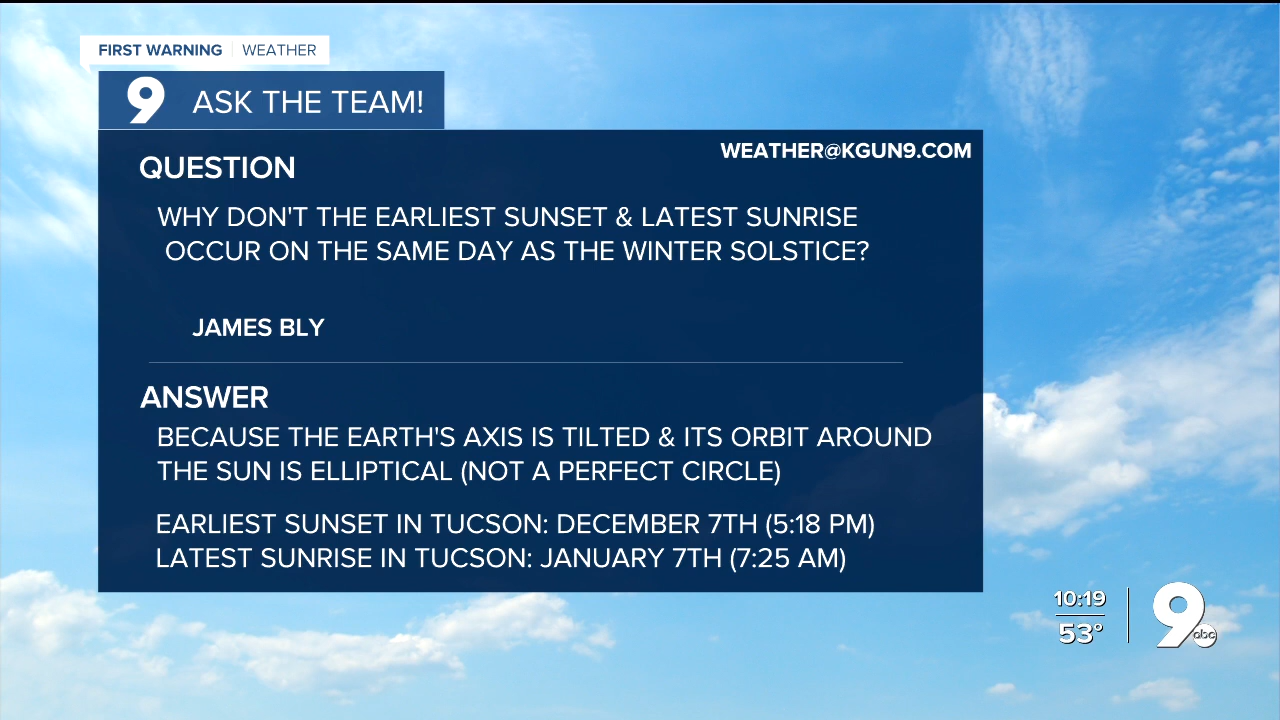 FIRST WARNING WEATHER
9 ASK THE TEAM!
WEATHER@KGUN9.COM
QUESTION
WHY DON'T THE EARLIEST SUNSET & LATEST SUNRISE
OCCUR ON THE SAME DAY AS THE WINTER SOLSTICE?
JAMES BLY
ANSWER
BECAUSE THE EARTH'S AXIS IS TILTED & ITS ORBIT AROUND
THE SUN IS ELLIPTICAL (NOT A PERFECT CIRCLE)
EARLIEST SUNSET IN TUCSON: DECEMBER 7TH (5:18 PM)
LATEST SUNRISE IN TUCSON: JANUARY 7TH (7:25 AM)
10:19
53°
9 abc